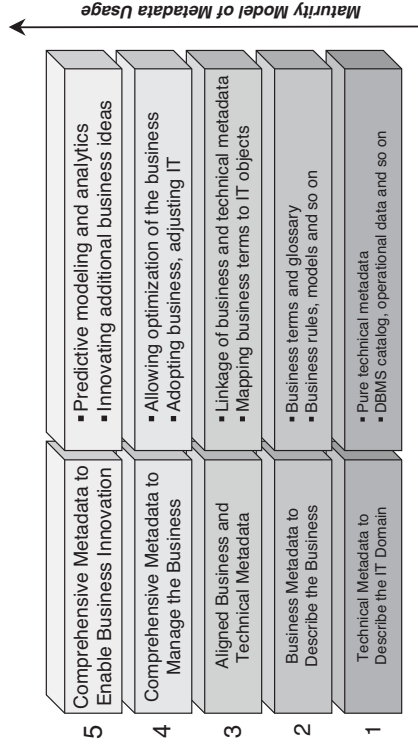 Maturity Model of Metadata Usage
5
Comprehensive Metadata to
Enable Business Innovation
▪ Predictive modeling and analytics
▪ Innovating additional business ideas
4
Comprehensive Metadata to
Manage the Business
▪ Allowing optimization of the business
▪ Adopting business, adjusting IT
3
Aligned Business and
Technical Metadata
▪ Linkage of business and technical metadata
▪ Mapping business terms to IT objects
2
Business Metadata to
Describe the Business
▪ Business terms and glossary
▪ Business rules, models and so on
1
Technical Metadata to
Describe the IT Domain
▪ Pure technical metadata
▪ DBMS catalog, operational data and so on